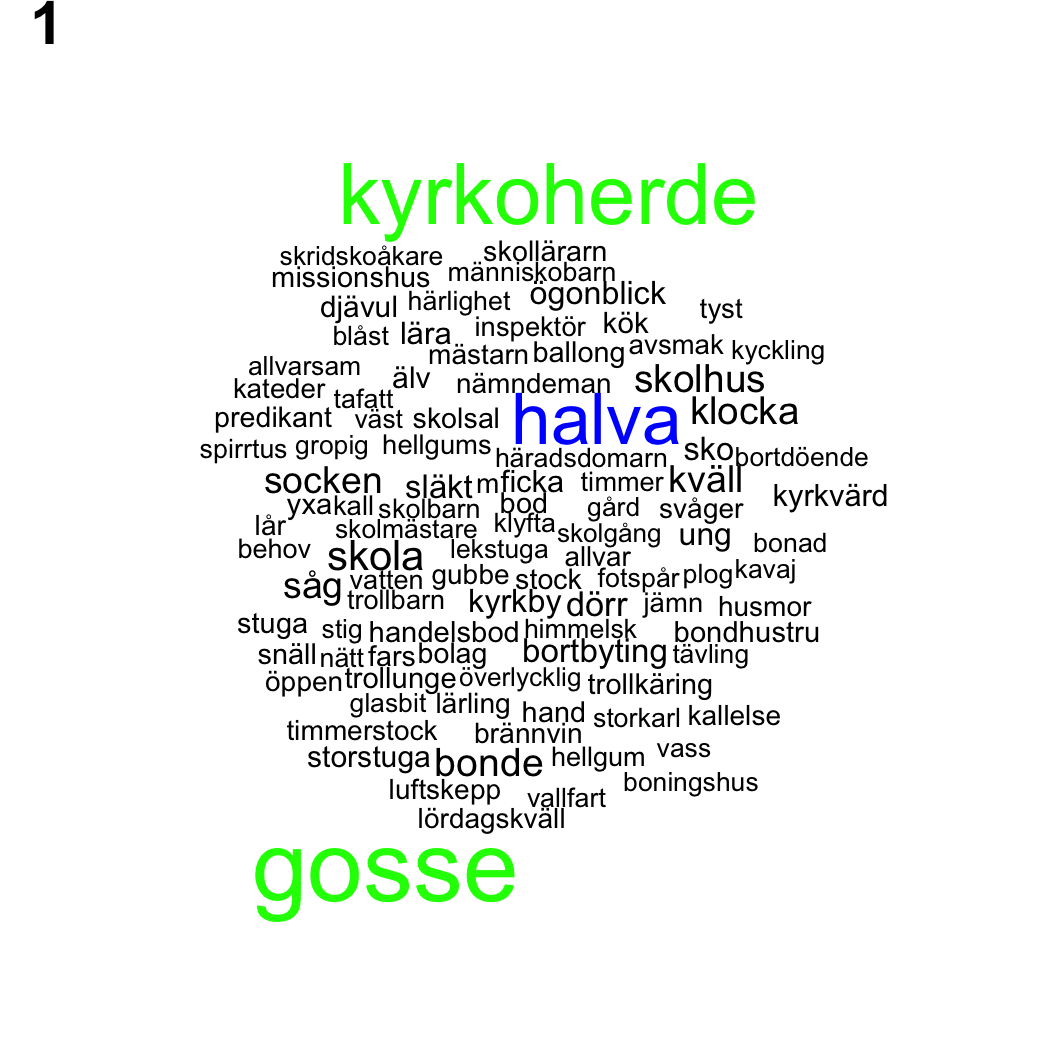 1
kyrkoherde
skridskoåkare skollärarn
missionshus människobarn
djävul härlighet ögonblick tyst
blåst lära inspektör kök
mästarn ballong avsmak kyckling
allvarsam älv nämndeman skolhus
kateder tafatt
predikant väst skolsal halva klocka
spirrtus gropig hellgums häradsdomarn sko bortdöende
socken släkt m ficka timmer kväll kyrkvärd
yxa kall skolbarn bod gård svåger
lår skolmästare klyfta skolgång ung bonad
behov skola lekstuga allvar
såg vatten gubbe stock fotspår plog kavaj
trollbarn kyrkby dörr jämn husmor
stuga stig handelsbod himmelsk bondhustru
snäll nätt fars bolag bortbyting tävling
öppen trollunge överlycklig trollkäring
glasbit lärling hand storkarl kallelse
timmerstock brännvin
storstuga bonde hellgum vass
luftskepp vallfart boningshus
lördagskväll
gosse